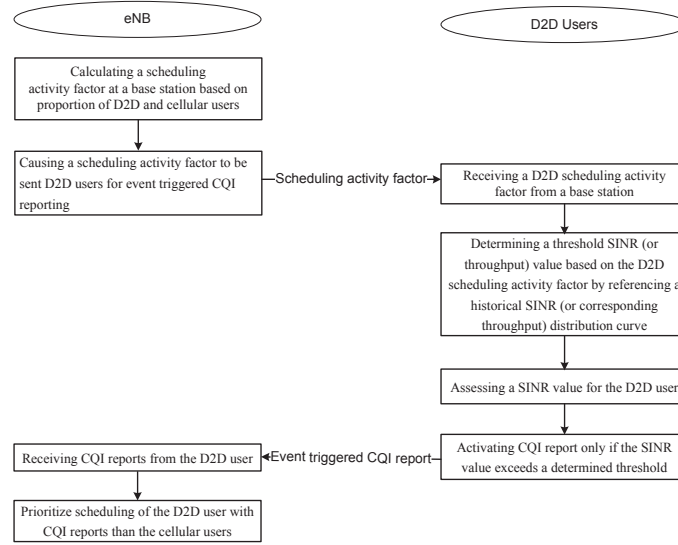 eNB
D2D Users
Calculating a scheduling
activity factor at a base station based on
proportion of D2D and cellular users
Causing a scheduling activity factor to be
sent D2D users for event triggered CQI
reporting
Scheduling activity factor
Receiving a D2D scheduling activity
factor from a base station
Determining a threshold SINR (or
throughput) value based on the D2D
scheduling activity factor by referencing a
historical SINR (or corresponding
throughput) distribution curve
Assessing a SINR value for the D2D user
Activating CQI report only if the SINR
value exceeds a determined threshold
Event triggered CQI report
Receiving CQI reports from the D2D user
Prioritize scheduling of the D2D user with
CQI reports than the cellular users